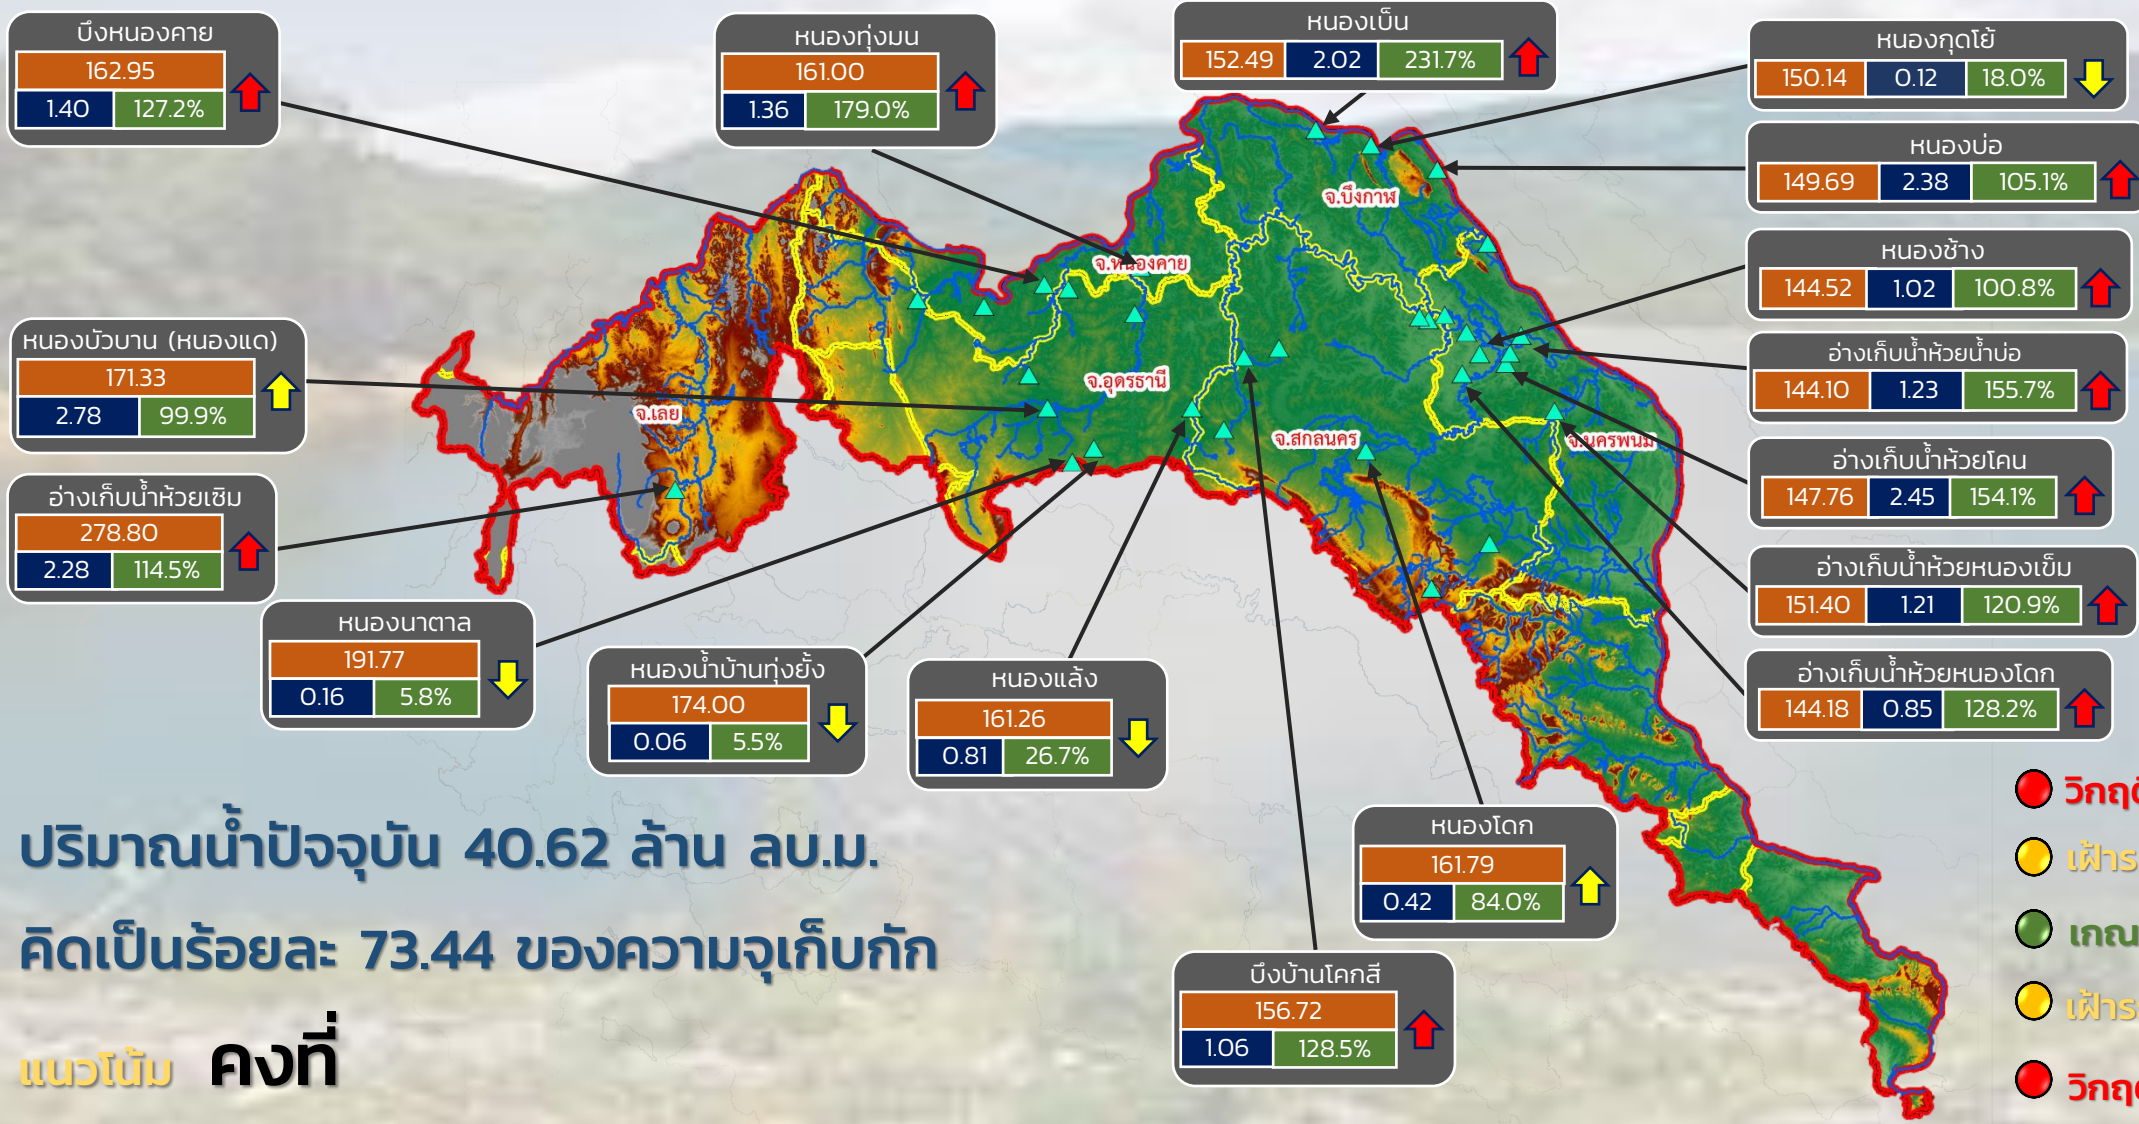 บึงหนองคาย
162.95
1.40 127.2%
หนองทุ่งมน
161.00
1.36 179.0%
หนองเบ็น
152.49 2.02 231.7%
หนองกุดโย้
150.14 0.12 18.0%
หนองบ่อ
149.69 2.38 105.1%
หนองช้าง
144.52 1.02 100.8%
อ่างเก็บน้ำห้วยน้ำบ่อ
144.10 1.23 155.7%
อ่างเก็บน้ำห้วยโคน
147.76 2.45 154.1%
อ่างเก็บน้ำห้วยหนองเข็ม
151.40 1.21 120.9%
อ่างเก็บน้ำห้วยหนองโดก
144.18 0.85 128.2%
หนองบัวบาน (หนองแด)
171.33
2.78 99.9%
อ่างเก็บน้ำห้วยเซิม
278.80
2.28 114.5%
หนองนาตาล
191.77
0.16 5.8%
หนองน้ำบ้านทุ่งยั้ง
174.00
0.06 5.5%
หนองแล้ง
161.26
0.81 26.7%
หนองโดก
161.79
0.42 84.0%
บึงบ้านโคกสี
156.72
1.06 128.5%
จ.บึงกาฬ
จ.หนองคาย
จ.อุดรธานี
จ.เลย
จ.สกลนคร
จ.นครพนม
ปริมาณน้ำปัจจุบัน 40.62 ล้าน ลบ.ม.
คิดเป็นร้อยละ 73.44 ของความจุเก็บกัก
แนวโน้ม คงที่